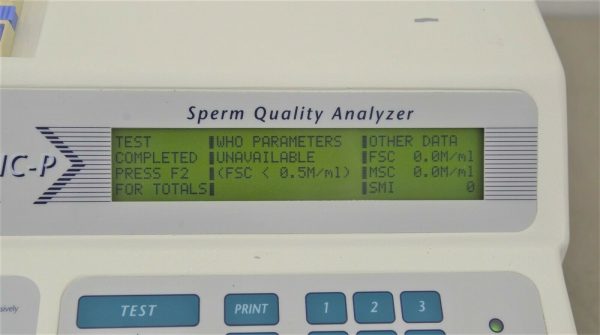 Sperm Quality Analyzer
IC-P
TEST WHO PARAMETERS OTHER DATA
COMPLETED UNAVAILABLE FSC 0.0M/ml
PRESS F2 (FSC < 0.5M/ml) MSC 0.0M/ml
FOR TOTALS SMI 0
TEST PRINT 1 2 3